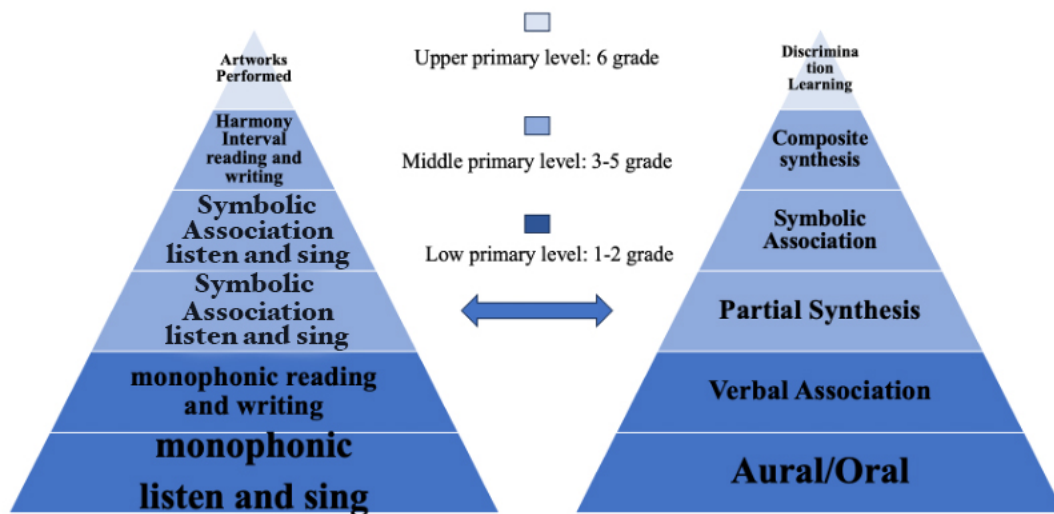 Artworks
Performed
Harmony
Interval
reading and
writing
Symbolic
Association
listen and sing
Symbolic
Association
listen and sing
monophonic reading
and writing
monophonic
listen and sing
Upper primary level: 6 grade
Middle primary level: 3-5 grade
Low primary level: 1-2 grade
Discrimina
tion
Learning
Composite
synthesis
Symbolic
Association
Partial Synthesis
Verbal Association
Aural/Oral